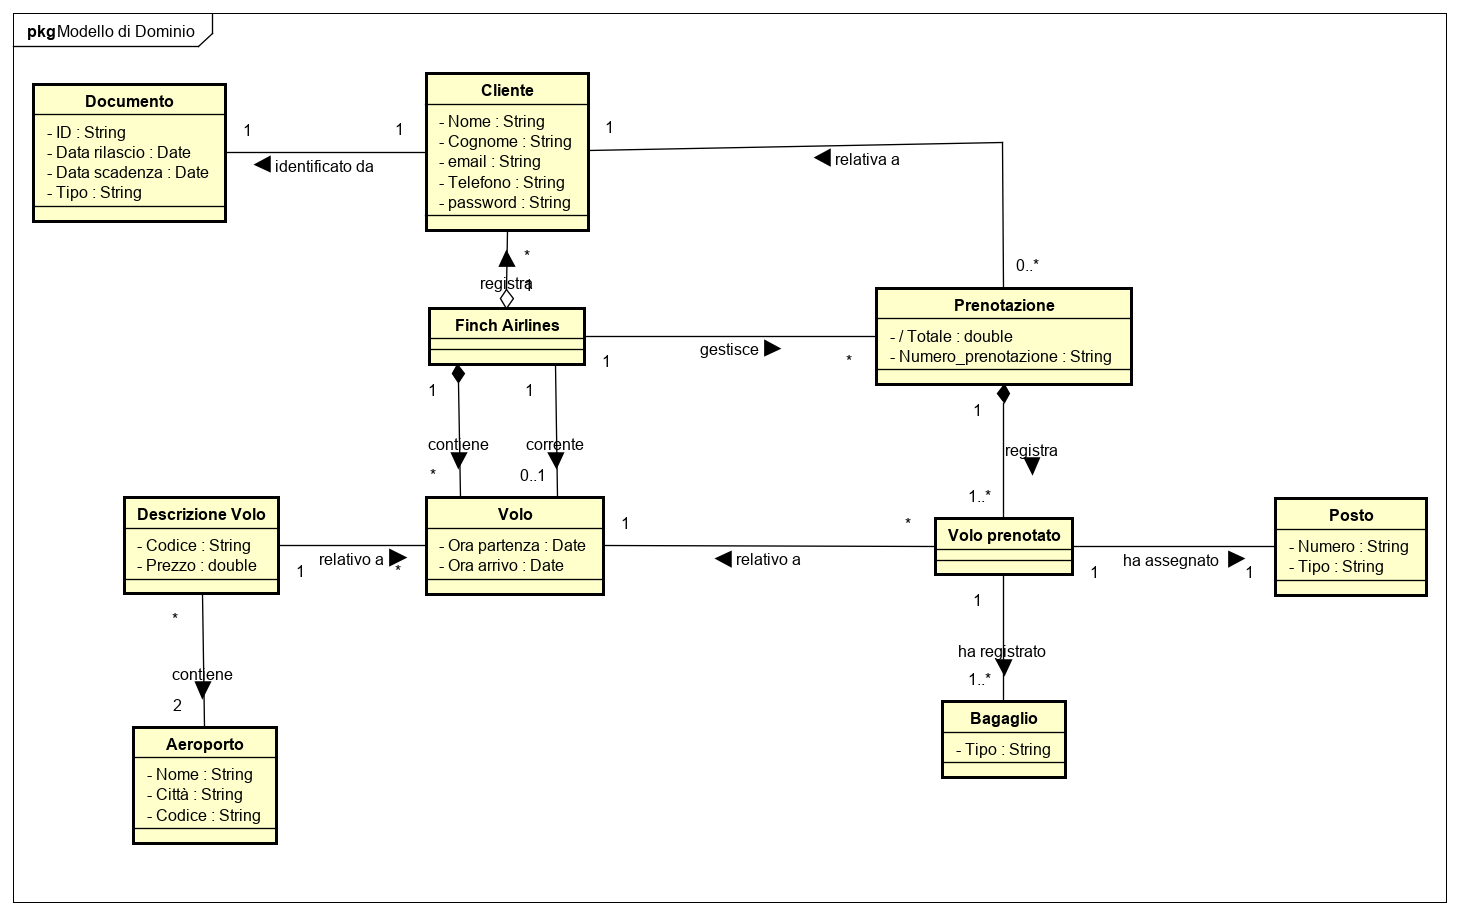 pkg Modello di Dominio
Documento
- ID : String
- Data rilascio : Date
- Data scadenza : Date
- Tipo : String
1
1
identificato da
Cliente
- Nome : String
- Cognome : String
- email : String
- Telefono : String
- password : String
1
relativa a
0..*
*
registra
1
Finch Airlines
1
gestisce
*
Prenotazione
- / Totale : double
- Numero_prenotazione : String
1
contiene
*
1
corrente
0..1
1
registra
1..*
Descrizione Volo
- Codice : String
- Prezzo : double
1
relativo a
*
Volo
- Ora partenza : Date
- Ora arrivo : Date
1
relativo a
*
Volo prenotato
1
ha assegnato
1
Posto
- Numero : String
- Tipo : String
*
contiene
2
1
ha registrato
1..*
Aeroporto
- Nome : String
- Città : String
- Codice : String
Bagaglio
- Tipo : String